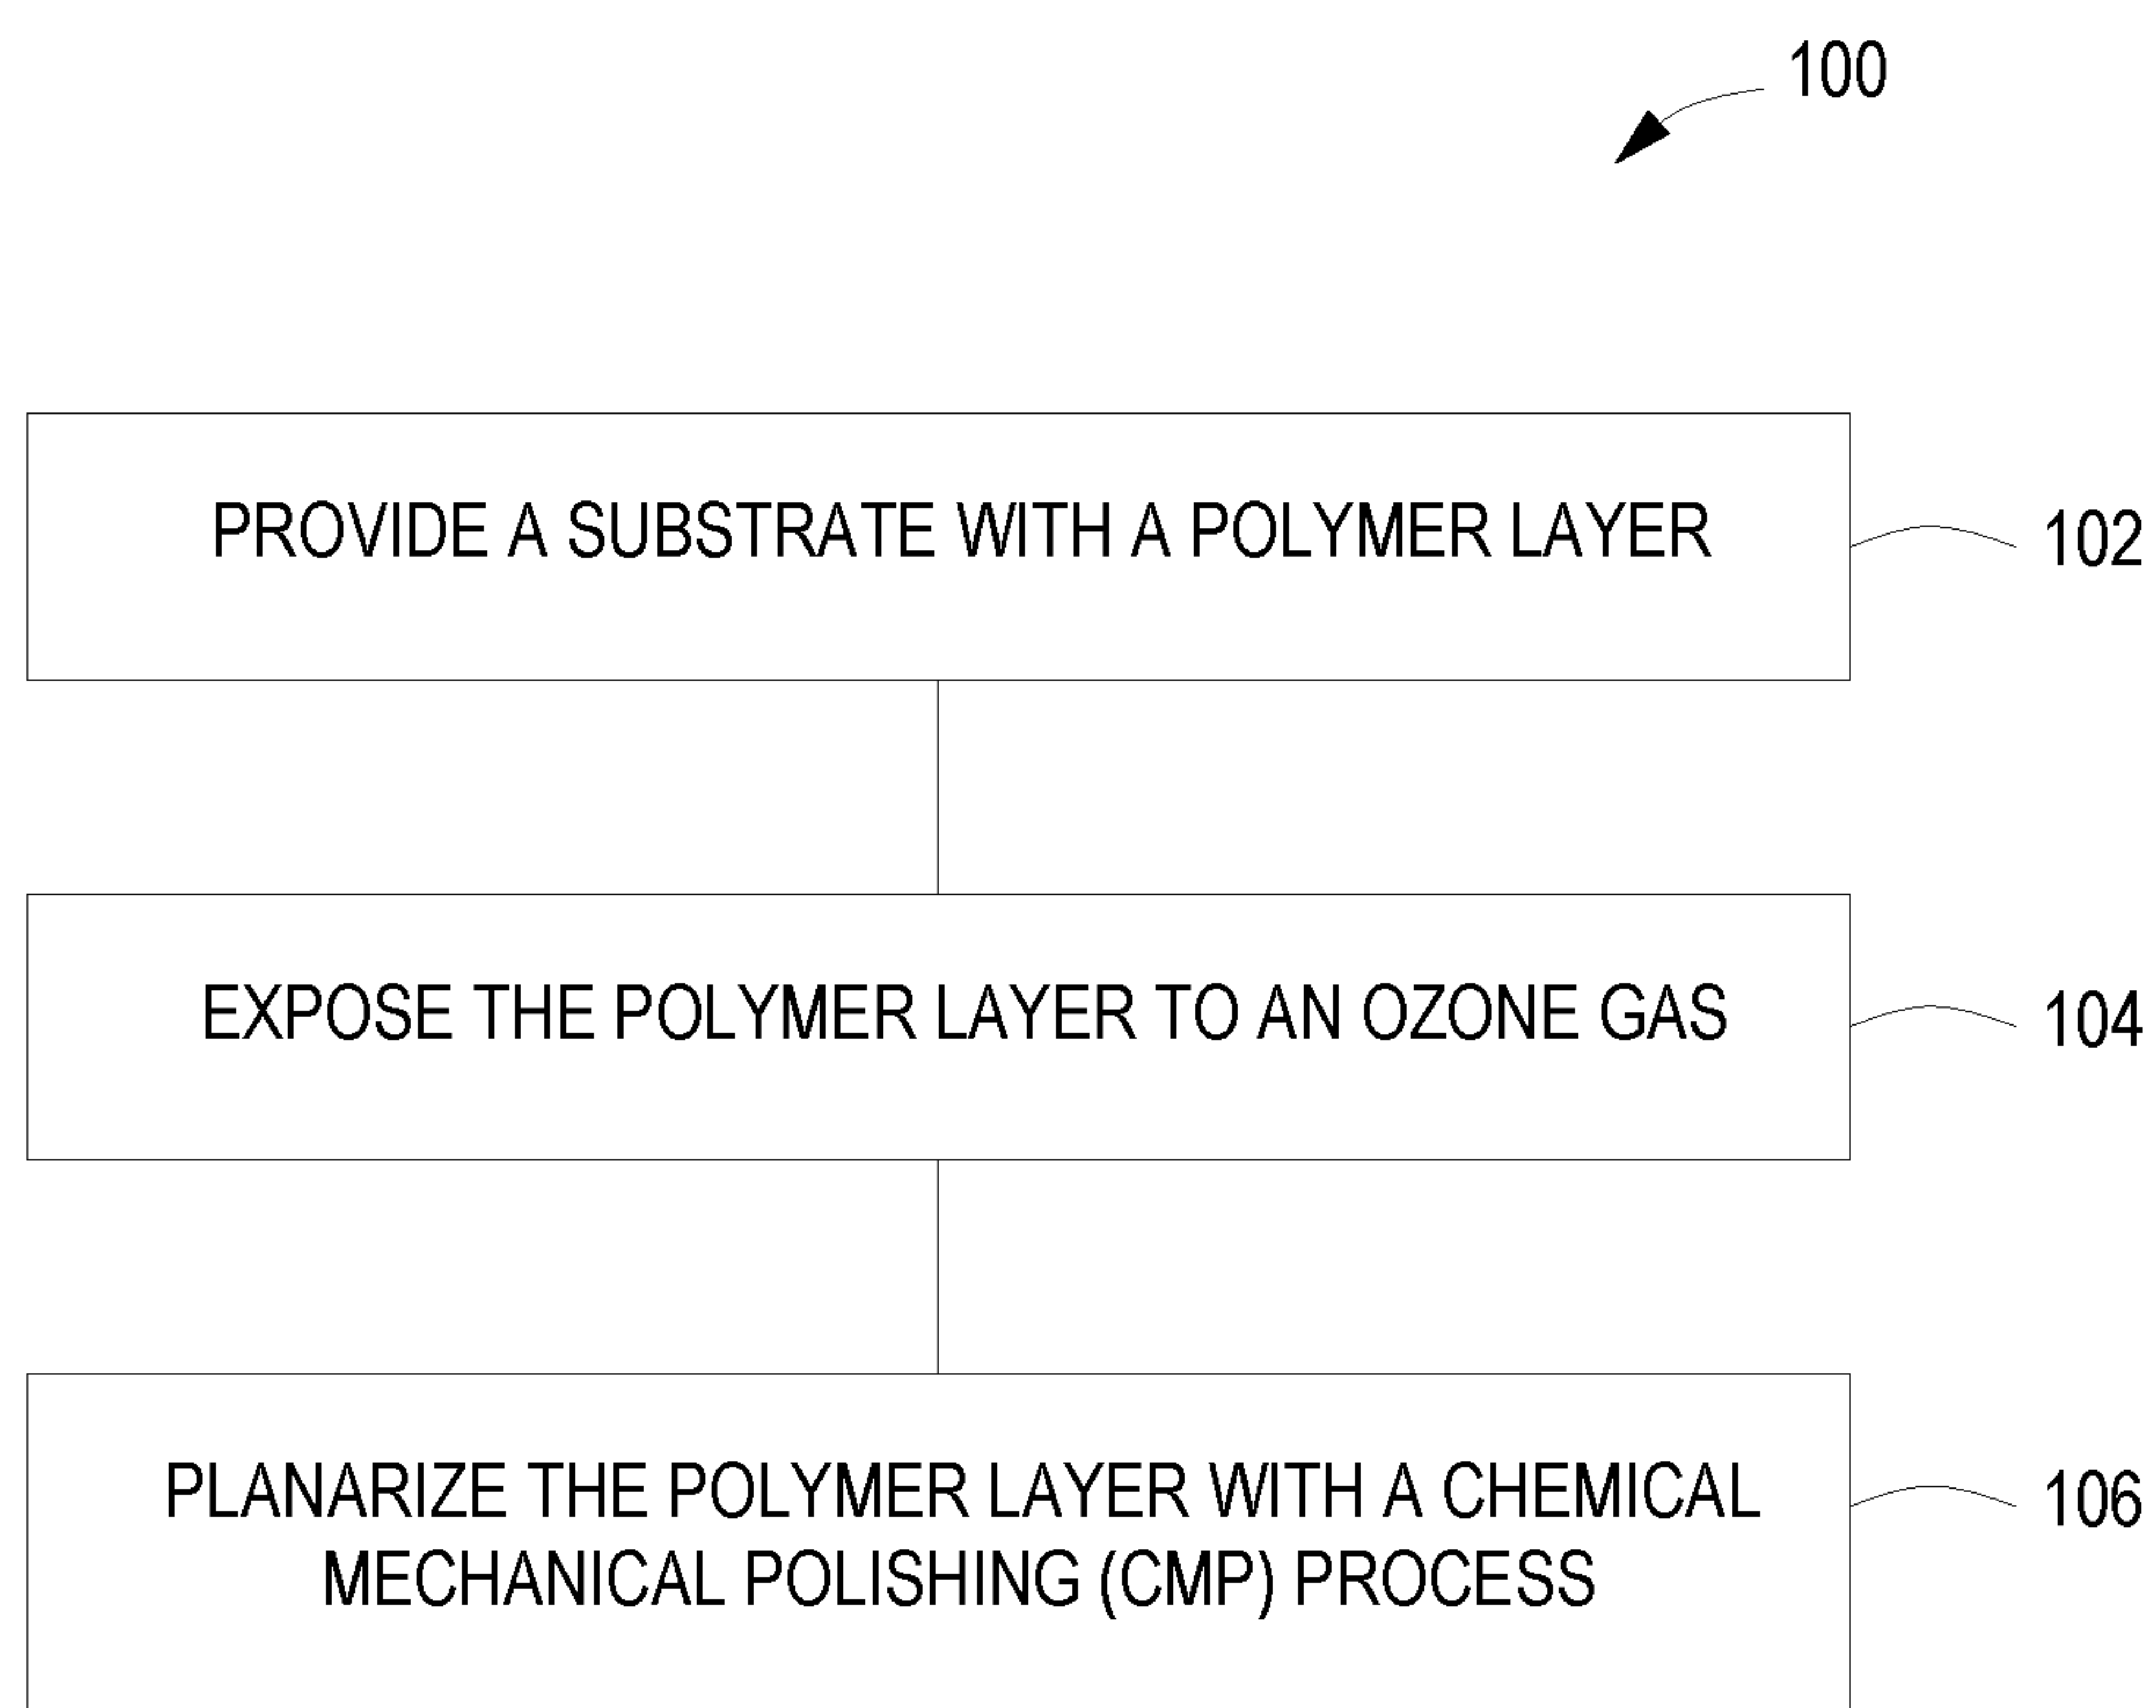 100
PROVIDE A SUBSTRATE WITH A POLYMER LAYER
102
EXPOSE THE POLYMER LAYER TO AN OZONE GAS
104
PLANARIZE THE POLYMER LAYER WITH A CHEMICAL
MECHANICAL POLISHING (CMP) PROCESS
106